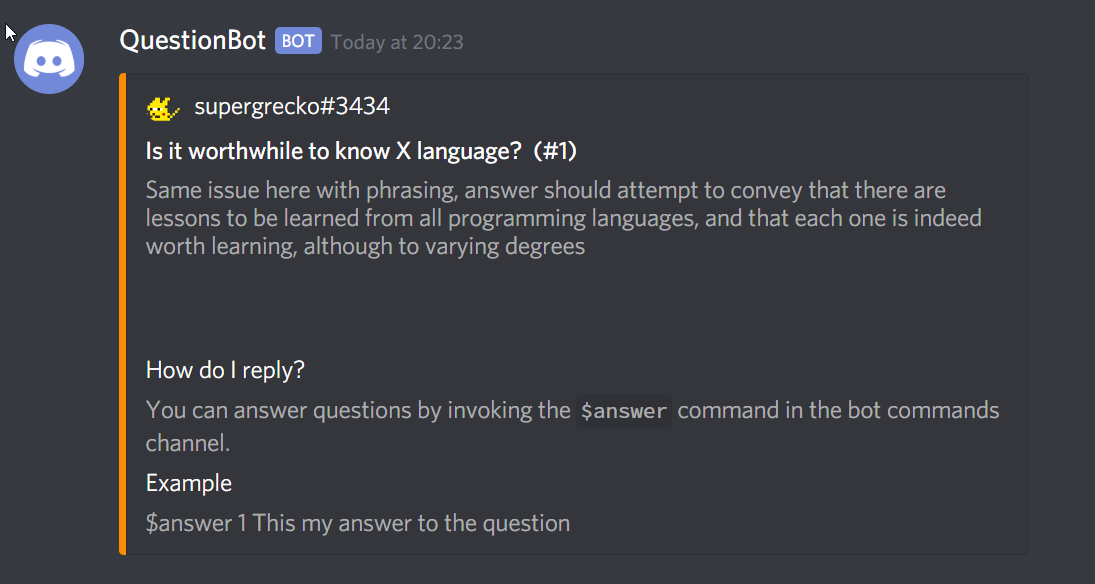 QuestionBot BOT Today at 20:23
supergrecko#3434
Is it worthwhile to know X language? (#1)
Same issue here with phrasing, answer should attempt to convey that there are
lessons to be learned from all programming languages, and that each one is indeed
worth learning, although to varying degrees
How do I reply?
You can answer questions by invoking the $answer command in the bot commands
channel.
Example
$answer 1 This my answer to the question